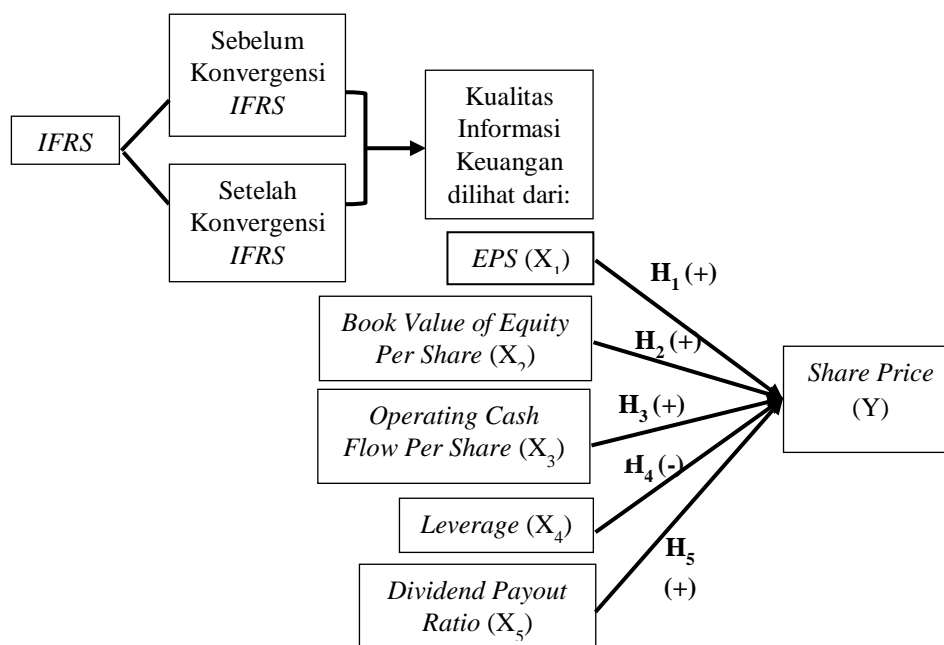 Sebelum
Konvergensi
IFRS
IFRS
Setelah
Konvergensi
IFRS
Kualitas
Informasi
Keuangan
dilihat dari:
EPS (X₁)
H₁ (+)
Book Value of Equity
Per Share (X₂)
H₂ (+)
Operating Cash
Flow Per Share (X₃)
H₃ (+)
Leverage (X₄)
H₄ (-)
Dividend Payout
Ratio (X₅)
H₅
(+)
Share Price
(Y)